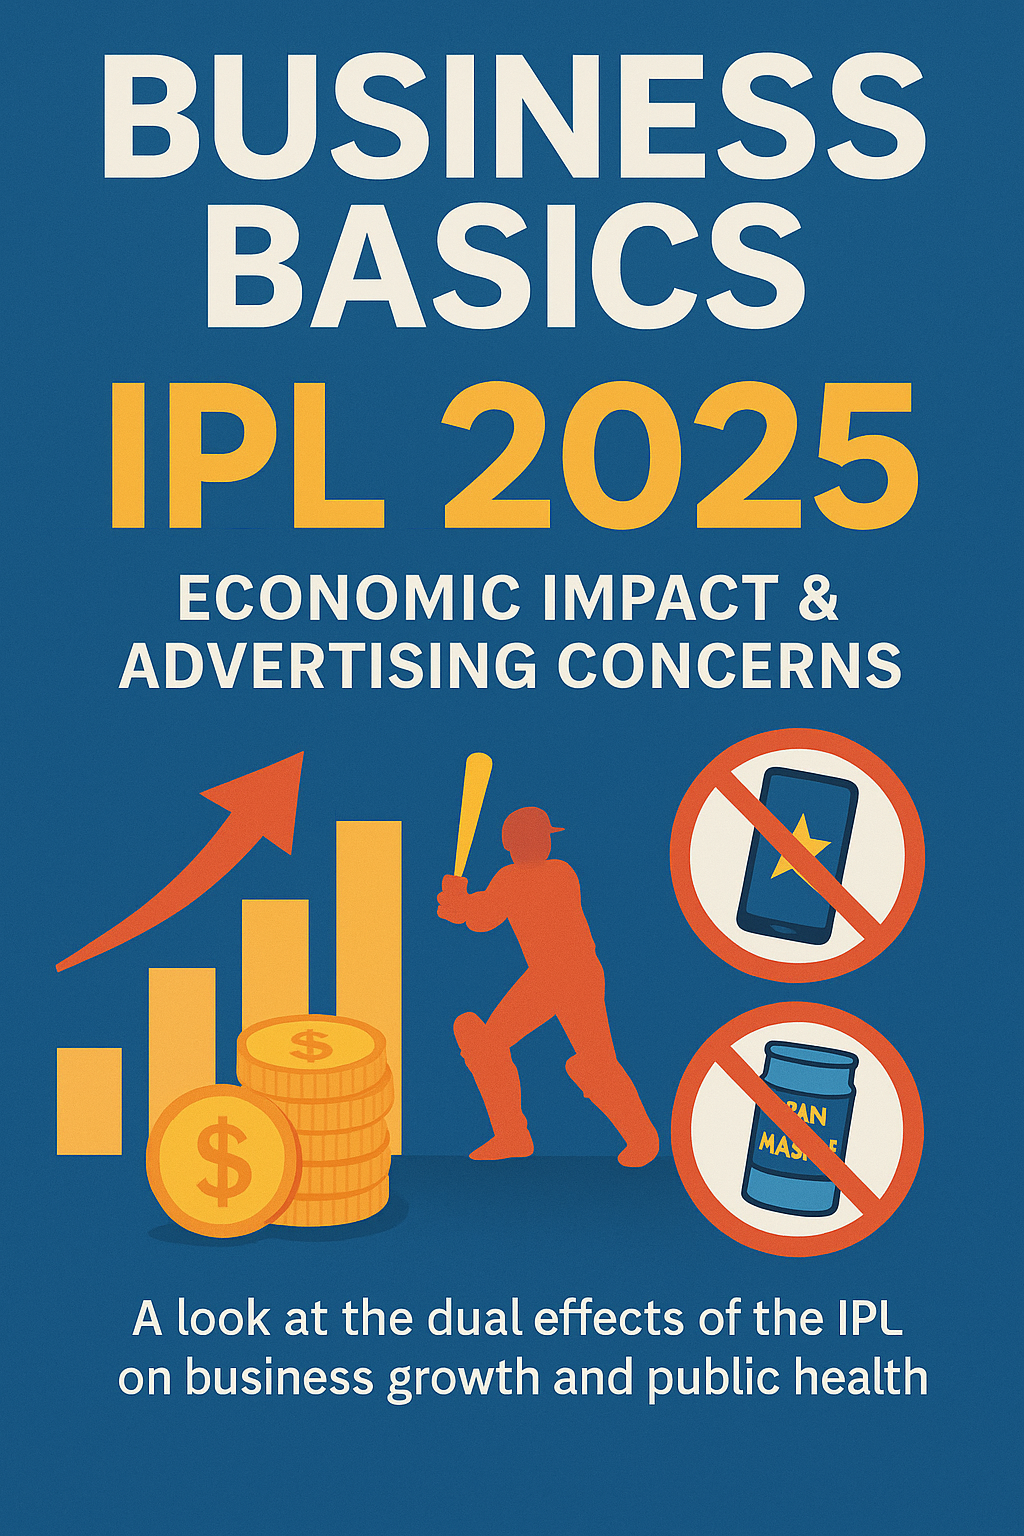 BUSINESS
BASICS
IPL 2025
ECONOMIC IMPACT &
ADVERTISING CONCERNS
$
$
PAN
A look at the dual effects of the IPL
on business growth and public health